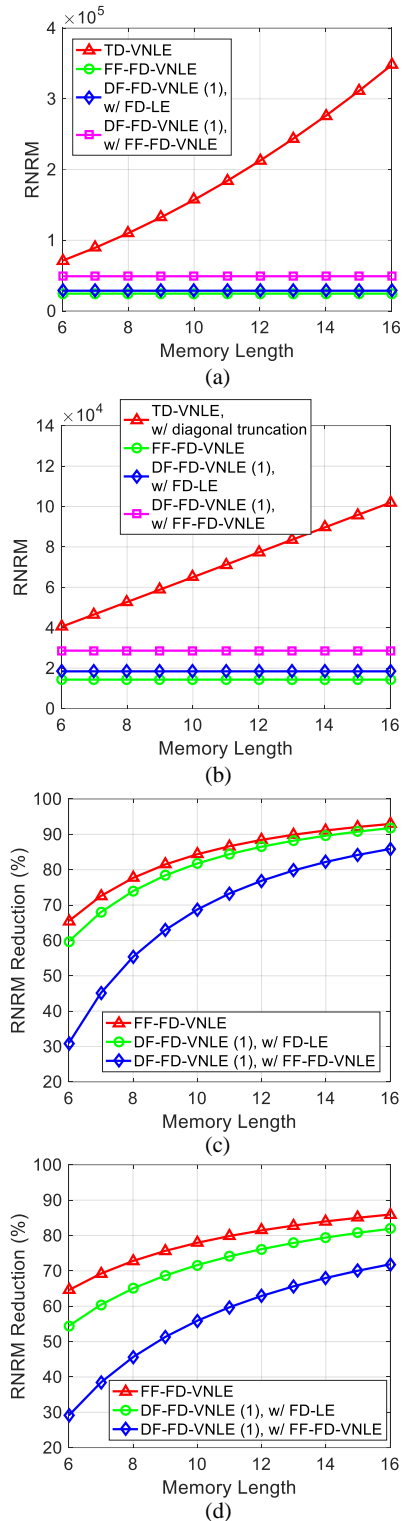 ×10⁵
4
3
2
1
0
RNRM
TD-VNLE
FF-FD-VNLE
DF-FD-VNLE (1),
w/ FD-LE
DF-FD-VNLE (1),
w/ FF-FD-VNLE
6 8 10 12 14 16
Memory Length
(a)
×10⁴
14
12
10
8
6
4
2
0
RNRM
TD-VNLE,
w/ diagonal truncation
FF-FD-VNLE
DF-FD-VNLE (1),
w/ FD-LE
DF-FD-VNLE (1),
w/ FF-FD-VNLE
6 8 10 12 14 16
Memory Length
(b)
100
90
80
70
60
50
40
30
20
RNRM Reduction (%)
FF-FD-VNLE
DF-FD-VNLE (1), w/ FD-LE
DF-FD-VNLE (1), w/ FF-FD-VNLE
6 8 10 12 14 16
Memory Length
(c)
100
90
80
70
60
50
40
30
20
RNRM Reduction (%)
FF-FD-VNLE
DF-FD-VNLE (1), w/ FD-LE
DF-FD-VNLE (1), w/ FF-FD-VNLE
6 8 10 12 14 16
Memory Length
(d)